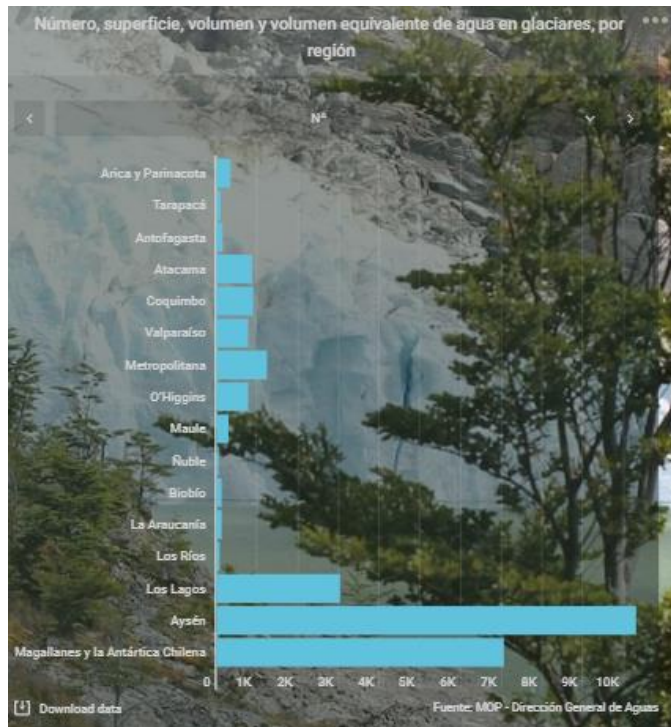 Número, superficie, volumen y volumen equivalente de agua en glaciares, por
región
Nº
Arica y Parinacota
Tarapacá
Antofagasta
Atacama
Coquimbo
Valparaíso
Metropolitana
O'Higgins
Maule
Ñuble
Biobío
La Araucanía
Los Ríos
Los Lagos
Aysén
Magallanes y la Antártica Chilena
0 1K 2K 3K 4K 5K 6K 7K 8K 9K 10K
Download data
Fuente: MOP - Dirección General de Aguas